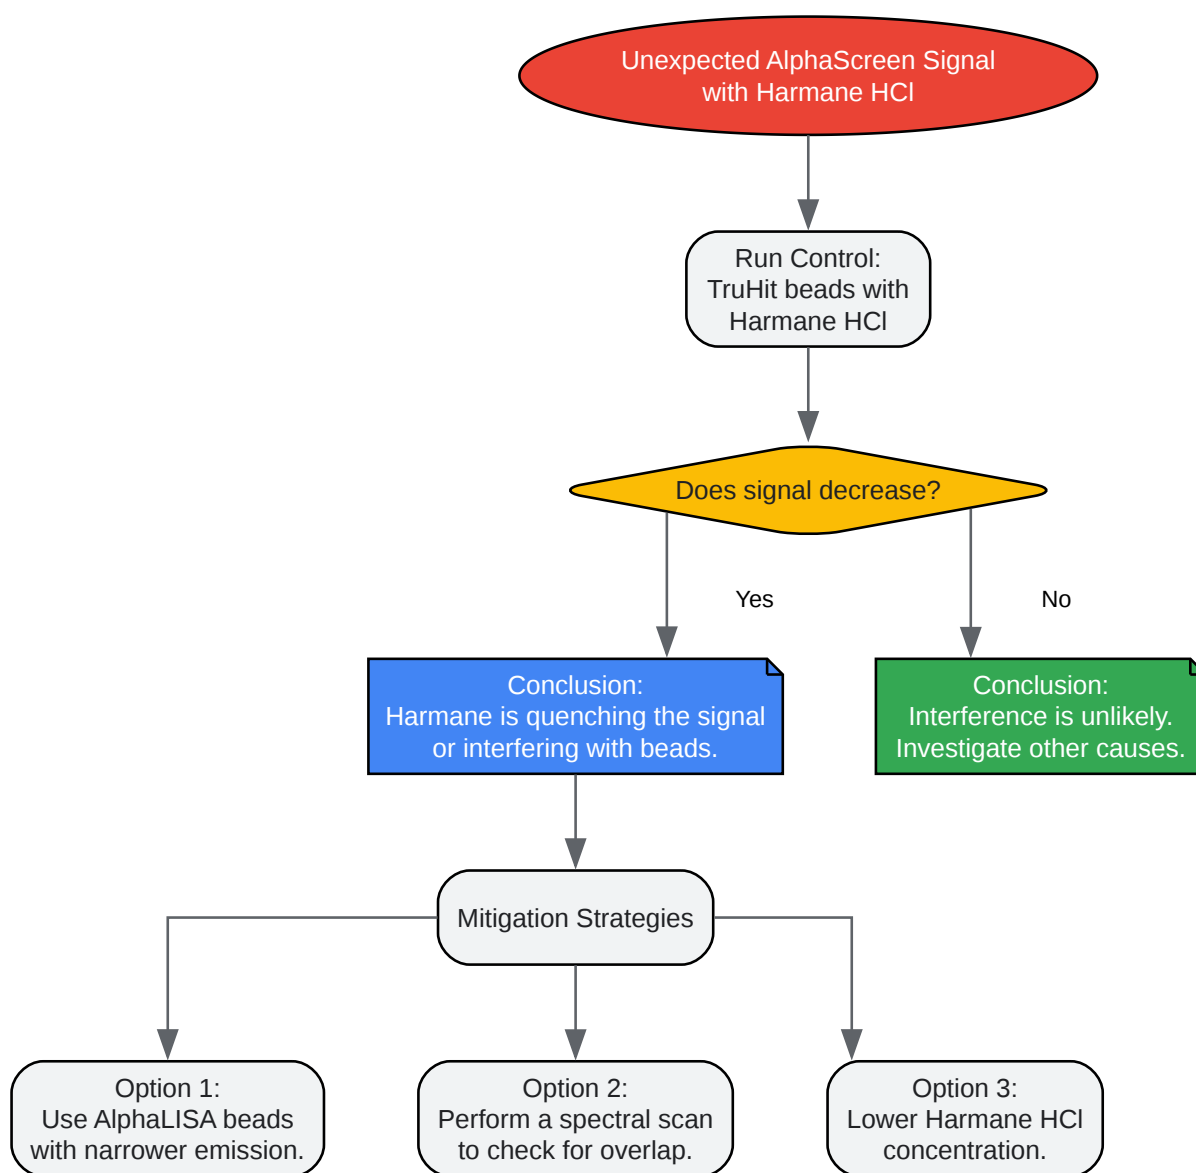 Unexpected AlphaScreen Signal
with Harmane HCl
Run Control:
TruHit beads with
Harmane HCl
Does signal decrease?
Yes
No
Conclusion:
Harmane is quenching the signal
or interfering with beads.
Conclusion:
Interference is unlikely.
Investigate other causes.
Mitigation Strategies
Option 1:
Use AlphaLISA beads
with narrower emission.
Option 2:
Perform a spectral scan
to check for overlap.
Option 3:
Lower Harmane HCl
concentration.